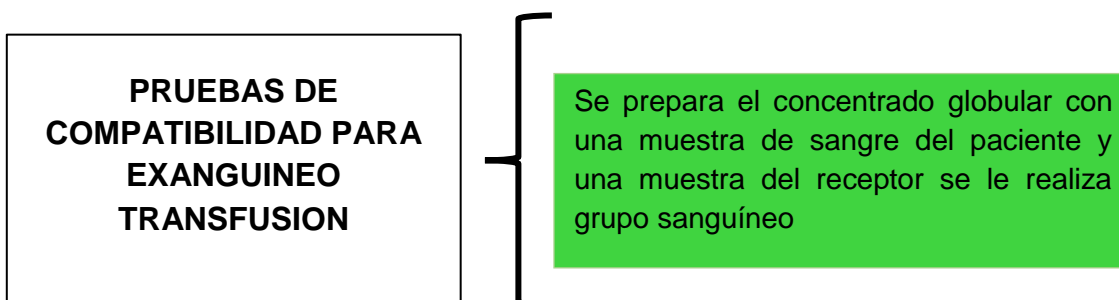 PRUEBAS DE
COMPATIBILIDAD PARA
EXANGUINEO
TRANSFUSION
Se prepara el concentrado globular con
una muestra de sangre del paciente y
una muestra del receptor se le realiza
grupo sanguíneo